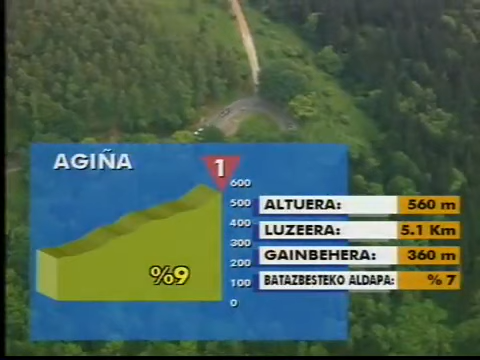 AGIÑA
1
600
500
400
300
200
100
0
%9
ALTUERA: 560 m
LUZEERA: 5.1 Km
GAINBEHERA: 360 m
BATAZBESTEKO ALDAPA: % 7